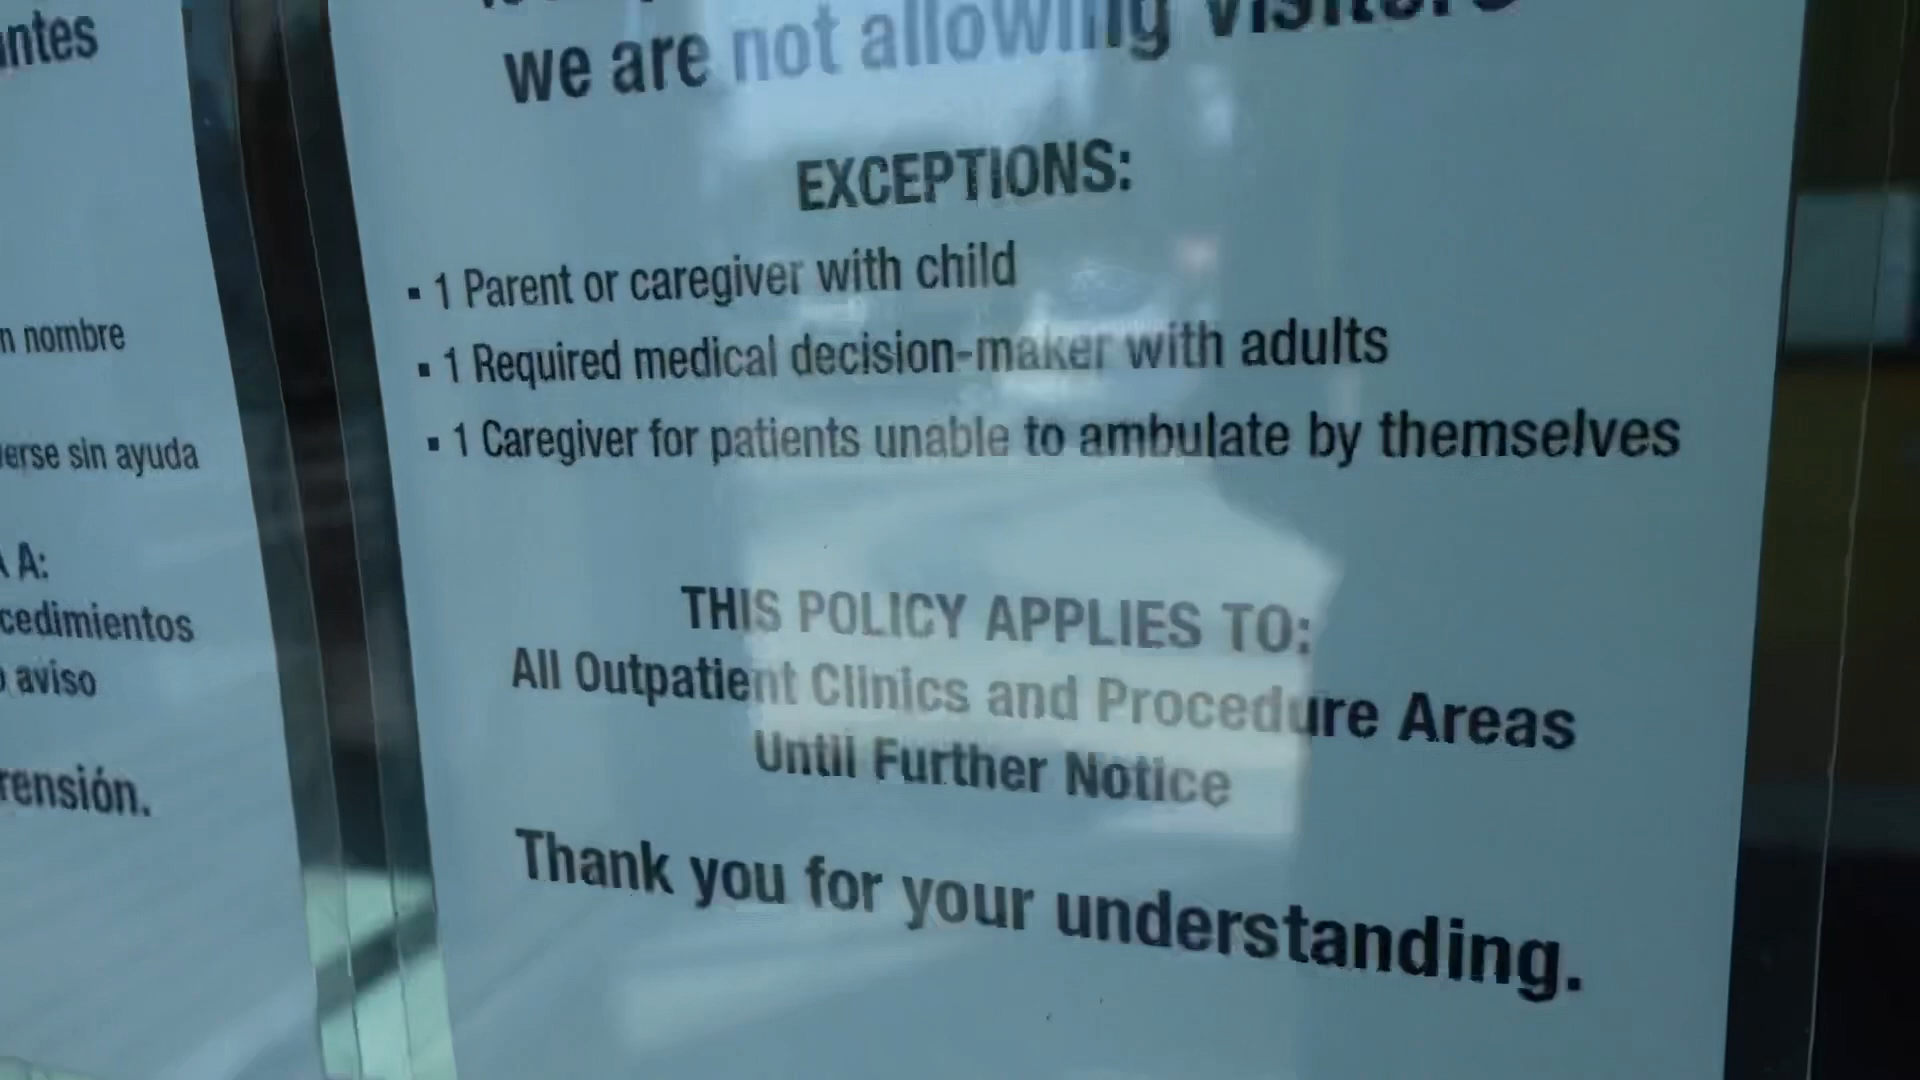 antes
n nombre
erse sin ayuda
A:
cedimientos
aviso
rensión.
we are not allowing visitors
EXCEPTIONS:
▪ 1 Parent or caregiver with child
▪ 1 Required medical decision-maker with adults
▪ 1 Caregiver for patients unable to ambulate by themselves
THIS POLICY APPLIES TO:
All Outpatient Clinics and Procedure Areas
Until Further Notice
Thank you for your understanding.